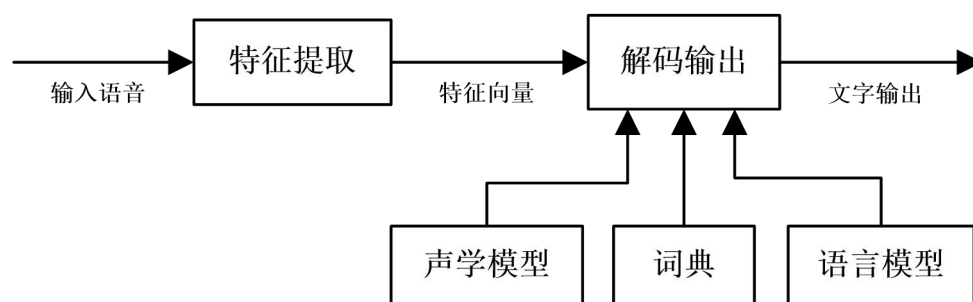 特征提取
解码输出
输入语音
特征向量
文字输出
声学模型
词典
语言模型